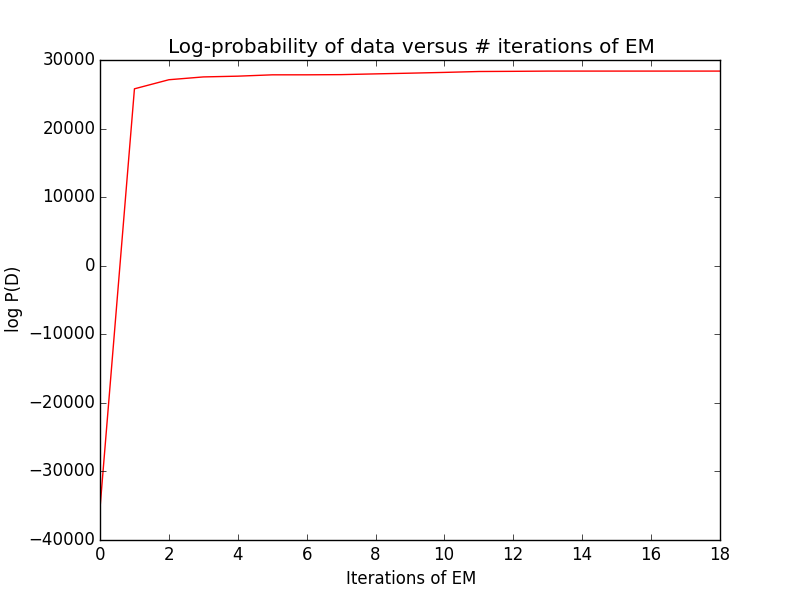 Log-probability of data versus # iterations of EM
30000
20000
10000
0
−10000
−20000
−30000
−40000
log P(D)
0 2 4 6 8 10 12 14 16 18
Iterations of EM